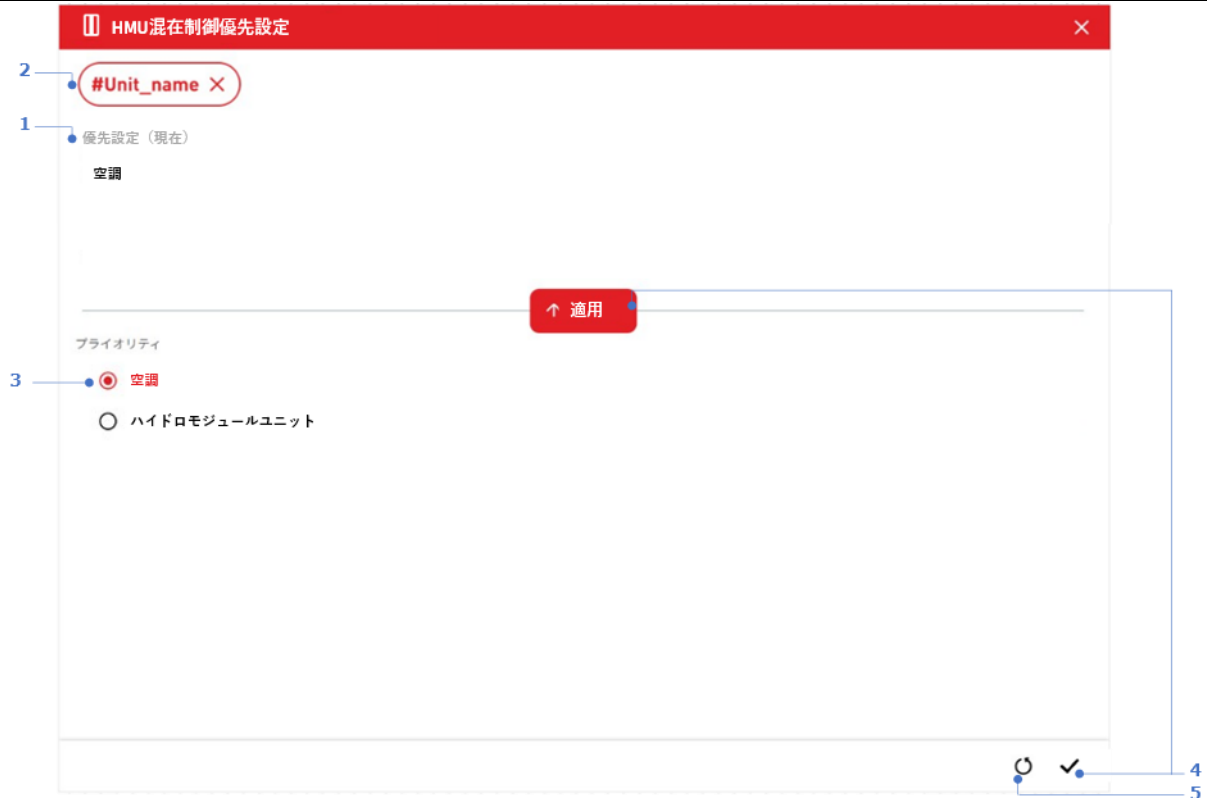 HMU混在制御優先設定
2
#Unit_name
1
優先設定（現在）
空調
適用
プライオリティ
3
空調
ハイドロモジュールユニット
4
5